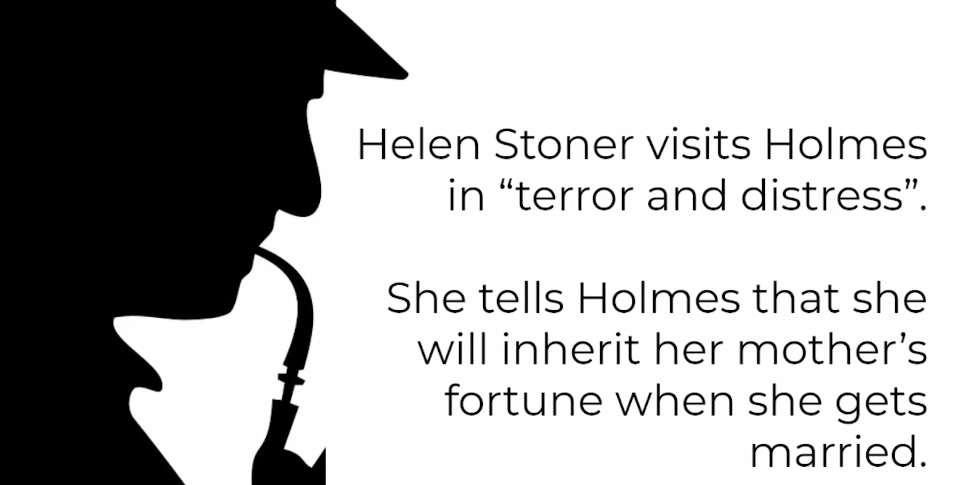 Helen Stoner visits Holmes
in “terror and distress”.
She tells Holmes that she
will inherit her mother’s
fortune when she gets
married.